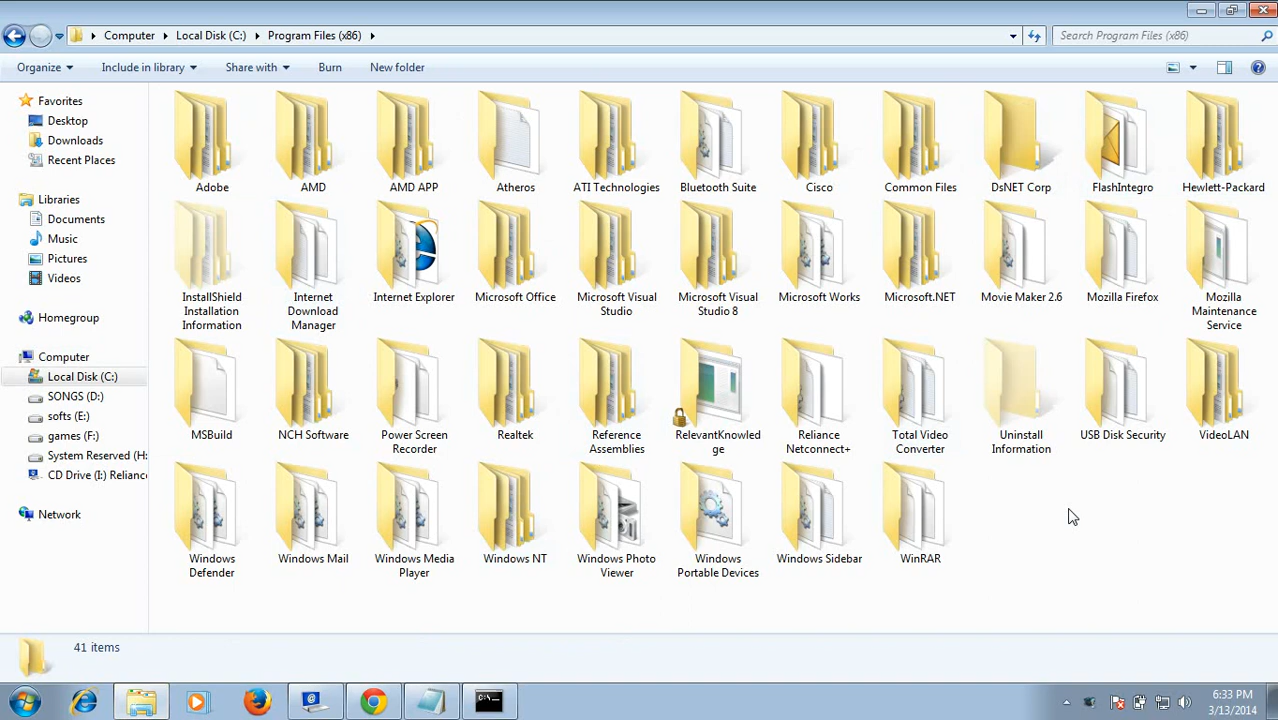 Computer Local Disk (C:) Program Files (x86)
Search Program Files (x86)
Organize Include in library Share with Burn New folder
Favorites
Desktop
Downloads
Recent Places
Libraries
Documents
Music
Pictures
Videos
Homegroup
Computer
Local Disk (C:)
SONGS (D:)
softs (E:)
games (F:)
System Reserved (H:
CD Drive (I:) Relianc
Network
Adobe
AMD
AMD APP
Atheros
ATI Technologies
Bluetooth Suite
Cisco
Common Files
DsNET Corp
FlashIntegro
Hewlett-Packard
InstallShield
Installation
Information
Internet
Download
Manager
Internet Explorer
Microsoft Office
Microsoft Visual
Studio
Microsoft Visual
Studio 8
Microsoft Works
Microsoft.NET
Movie Maker 2.6
Mozilla Firefox
Mozilla
Maintenance
Service
MSBuild
NCH Software
Power Screen
Recorder
Realtek
Reference
Assemblies
RelevantKnowled
ge
Reliance
Netconnect+
Total Video
Converter
Uninstall
Information
USB Disk Security
VideoLAN
Windows
Defender
Windows Mail
Windows Media
Player
Windows NT
Windows Photo
Viewer
Windows
Portable Devices
Windows Sidebar
WinRAR
41 items
6:33 PM
3/13/2014